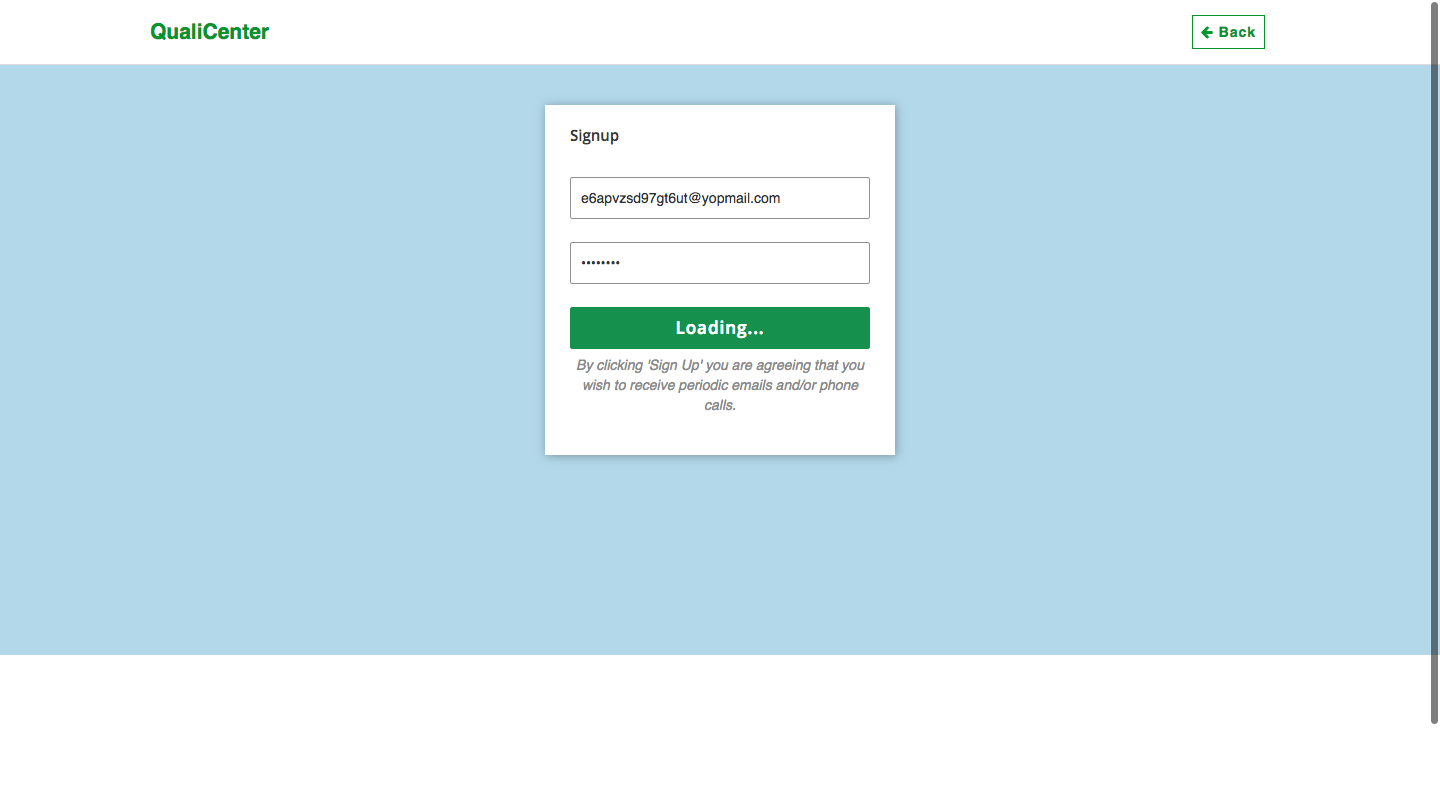 QualiCenter
Back
Signup
e6apvzsd97gt6ut@yopmail.com
••••••••
Loading...
By clicking 'Sign Up' you are agreeing that you
wish to receive periodic emails and/or phone
calls.